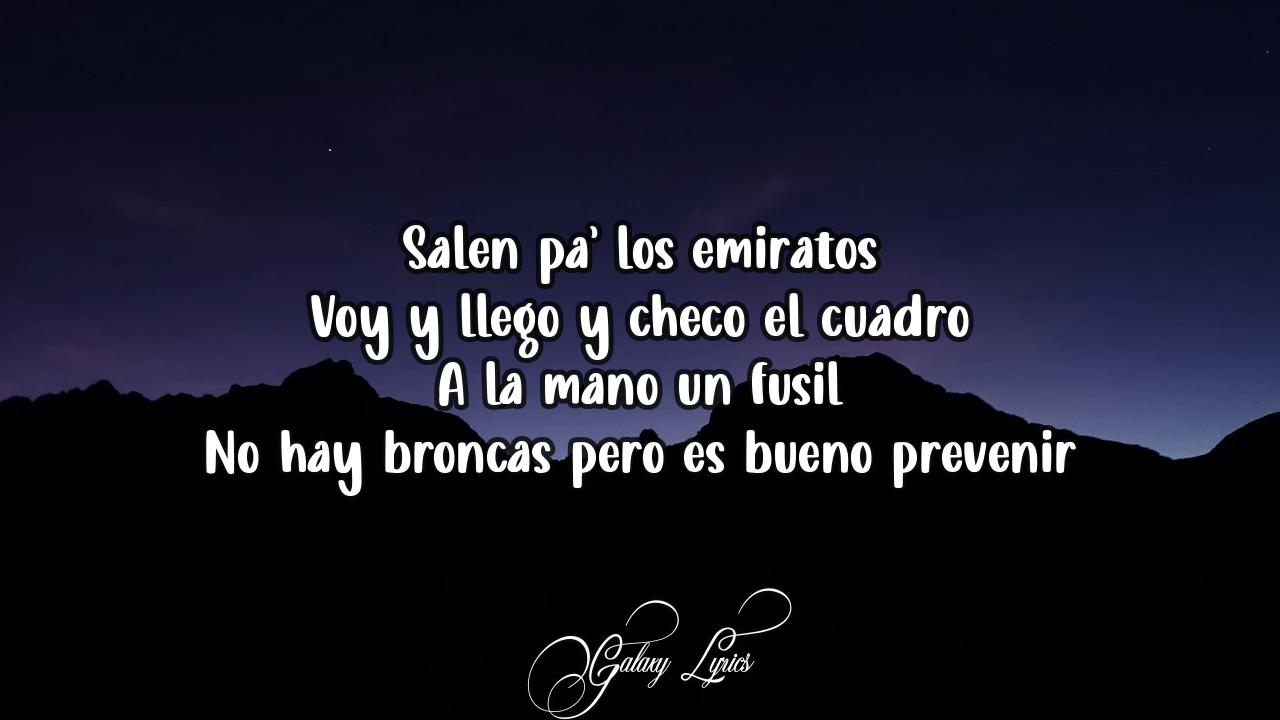 Salen pa' los emiratos
Voy y llego y checo el cuadro
A la mano un fusil
No hay broncas pero es bueno prevenir
Galaxy Lyrics